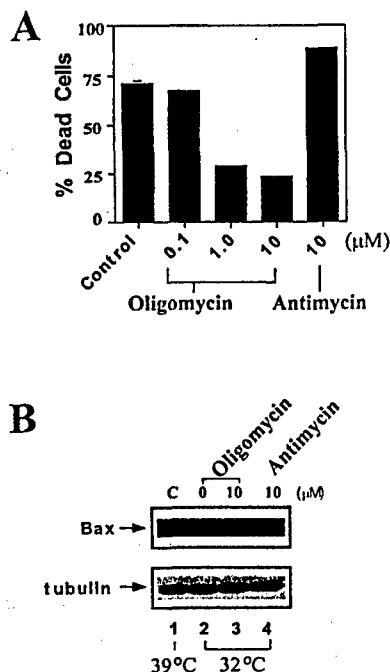 A
100
75
50
25
0
% Dead Cells
Control
0.1
1.0
10
10
(μM)
Oligomycin
Antimycin
B
Oligomycin
Antimycin
C 0 10 10 (μM)
Bax
tubulin
1 2 3 4
39°C 32°C